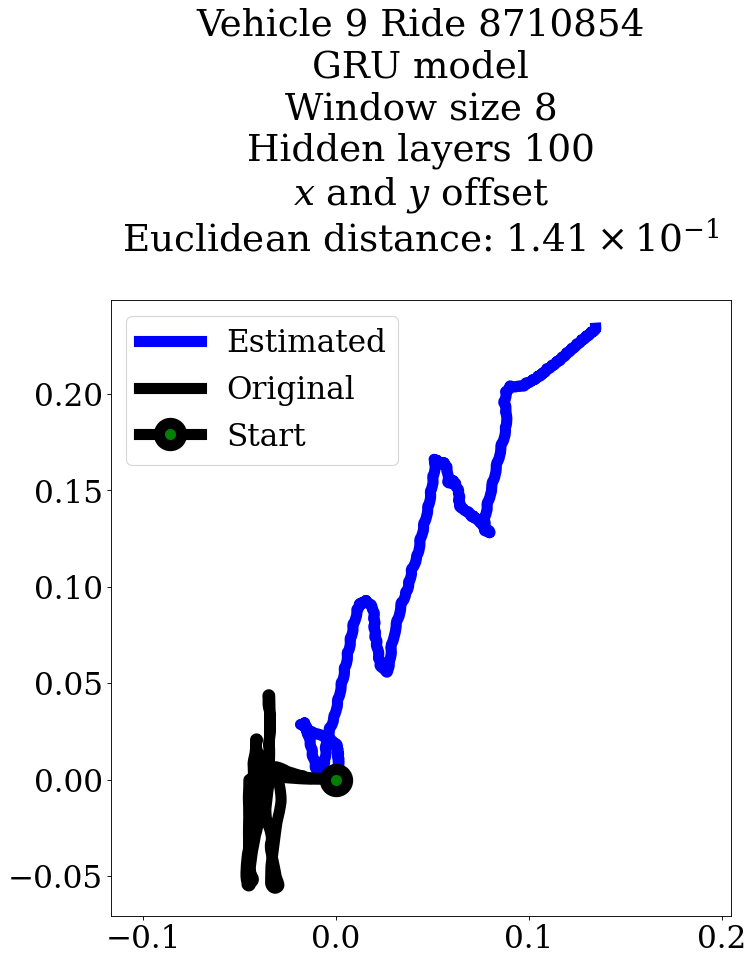 Vehicle 9 Ride 8710854
GRU model
Window size 8
Hidden layers 100
x and y offset
Euclidean distance: 1.41 × 10⁻¹
Estimated
Original
Start
0.20
0.15
0.10
0.05
0.00
−0.05
−0.1 0.0 0.1 0.2